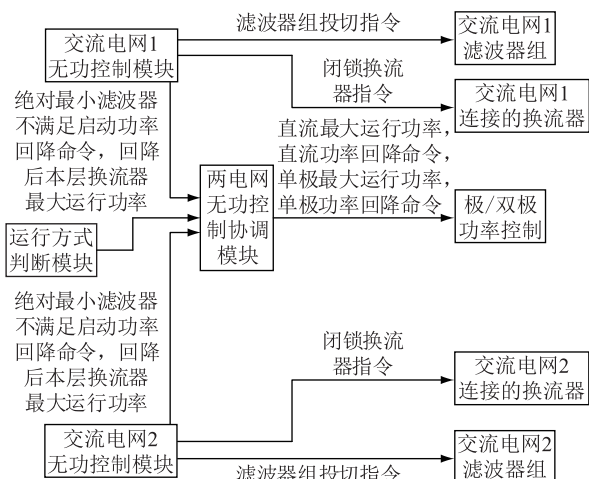 交流电网1
无功控制模块
滤波器组投切指令
交流电网1
滤波器组
闭锁换流
器指令
交流电网1
连接的换流器
绝对最小滤波器
不满足启动功率
回降命令，回降
后本层换流器
最大运行功率
直流最大运行功率，
直流功率回降命令，
单极最大运行功率，
单极功率回降命令
两电网
无功控
制协调
模块
极/双极
功率控制
运行方式
判断模块
绝对最小滤波器
不满足启动功率
回降命令，回降
后本层换流器
最大运行功率
闭锁换流
器指令
交流电网2
连接的换流器
交流电网2
无功控制模块
滤波器组投切指令
交流电网2
滤波器组